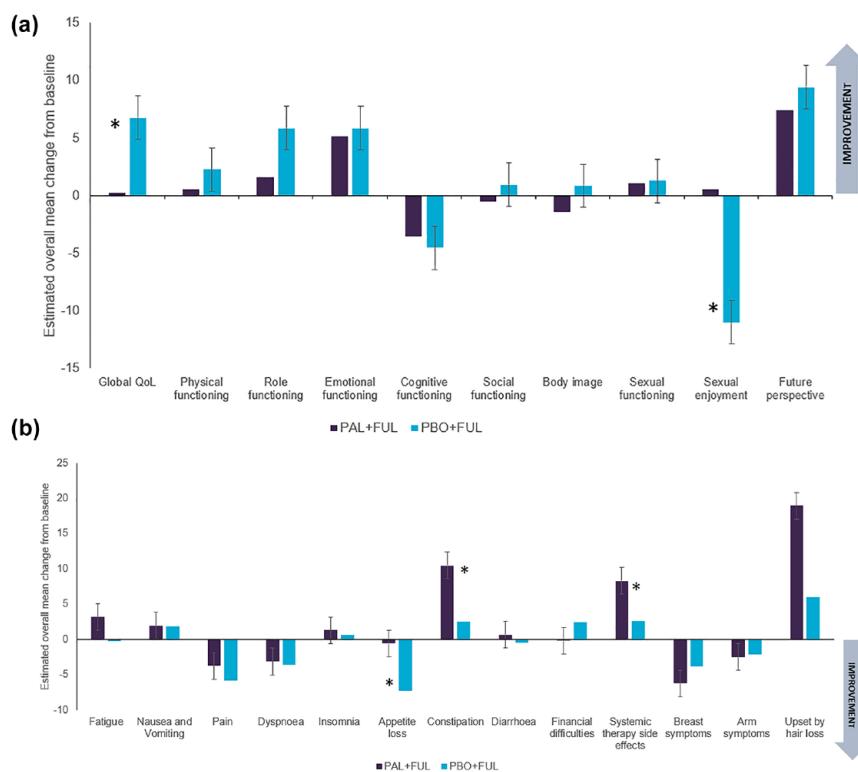 (a)
Estimated overall mean change from baseline
15
10
5
0
-5
-10
-15
*
*
IMPROVEMENT
Global QoL
Physical
functioning
Role
functioning
Emotional
functioning
Cognitive
functioning
Social
functioning
Body image
Sexual
functioning
Sexual
enjoyment
Future
perspective
PAL+FUL
PBO+FUL
(b)
Estimated overall mean change from baseline
25
20
15
10
5
0
-5
-10
*
*
*
IMPROVEMENT
Fatigue
Nausea and
Vomiting
Pain
Dyspnoea
Insomnia
Appetite
loss
Constipation
Diarrhoea
Financial
difficulties
Systemic
therapy side
effects
Breast
symptoms
Arm
symptoms
Upset by
hair loss
PAL+FUL
PBO+FUL